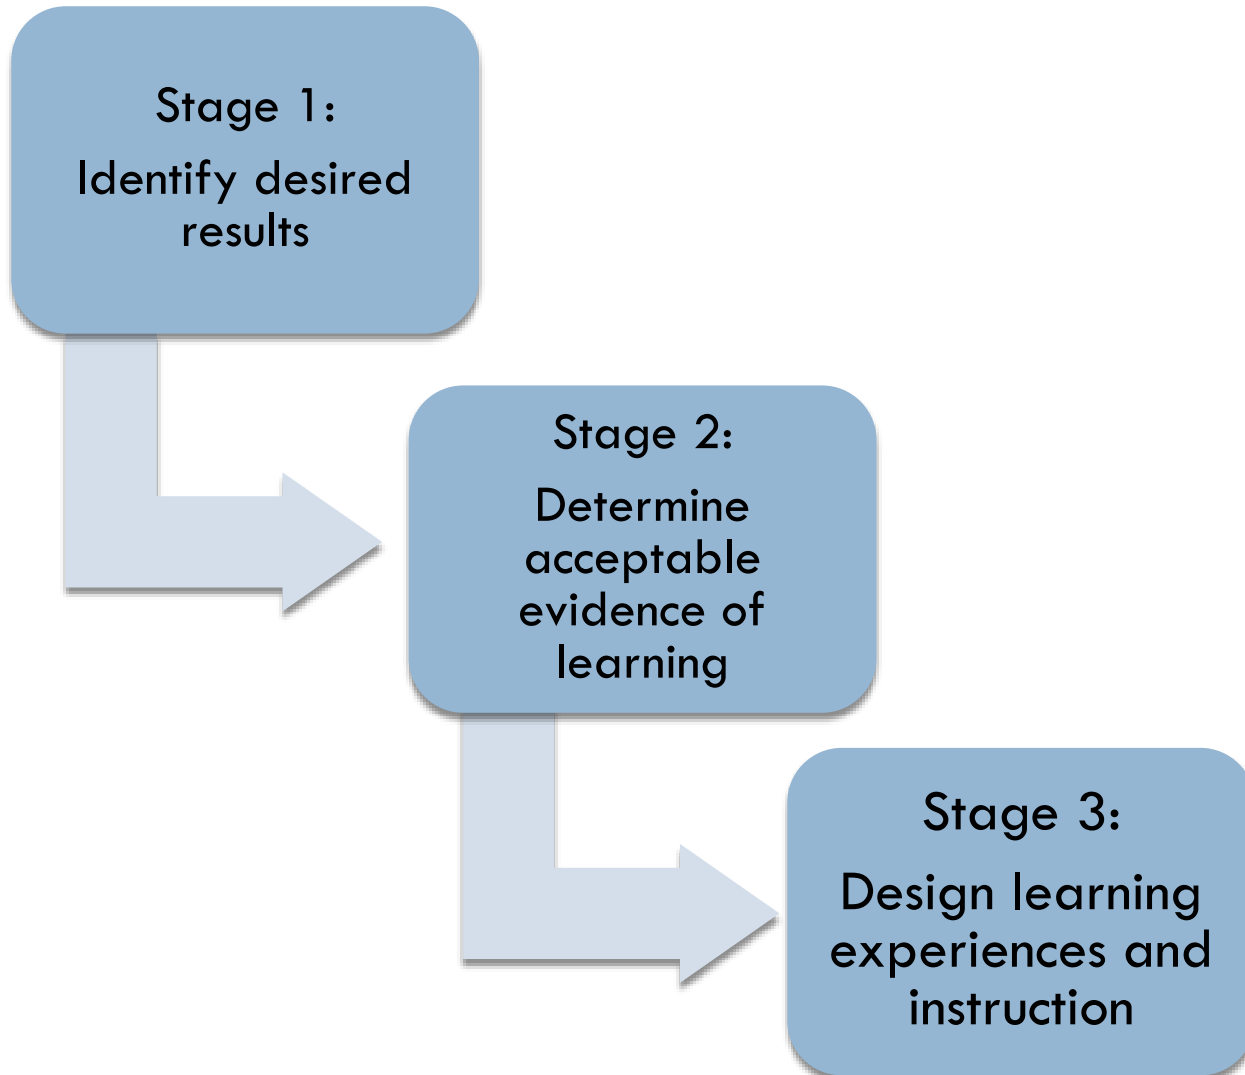 Stage 1:
Identify desired
results
Stage 2:
Determine
acceptable
evidence of
learning
Stage 3:
Design learning
experiences and
instruction